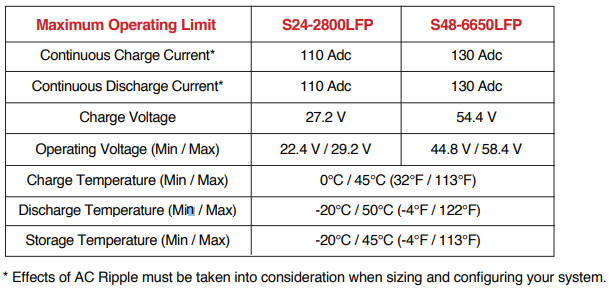 Maximum Operating Limit S24-2800LFP S48-6650LFP
Continuous Charge Current* 110 Adc 130 Adc
Continuous Discharge Current* 110 Adc 130 Adc
Charge Voltage 27.2 V 54.4 V
Operating Voltage (Min / Max) 22.4 V / 29.2 V 44.8 V / 58.4 V
Charge Temperature (Min / Max) 0°C / 45°C (32°F / 113°F)
Discharge Temperature (Min / Max) -20°C / 50°C (-4°F / 122°F)
Storage Temperature (Min / Max) -20°C / 45°C (-4°F / 113°F)
* Effects of AC Ripple must be taken into consideration when sizing and configuring your system.